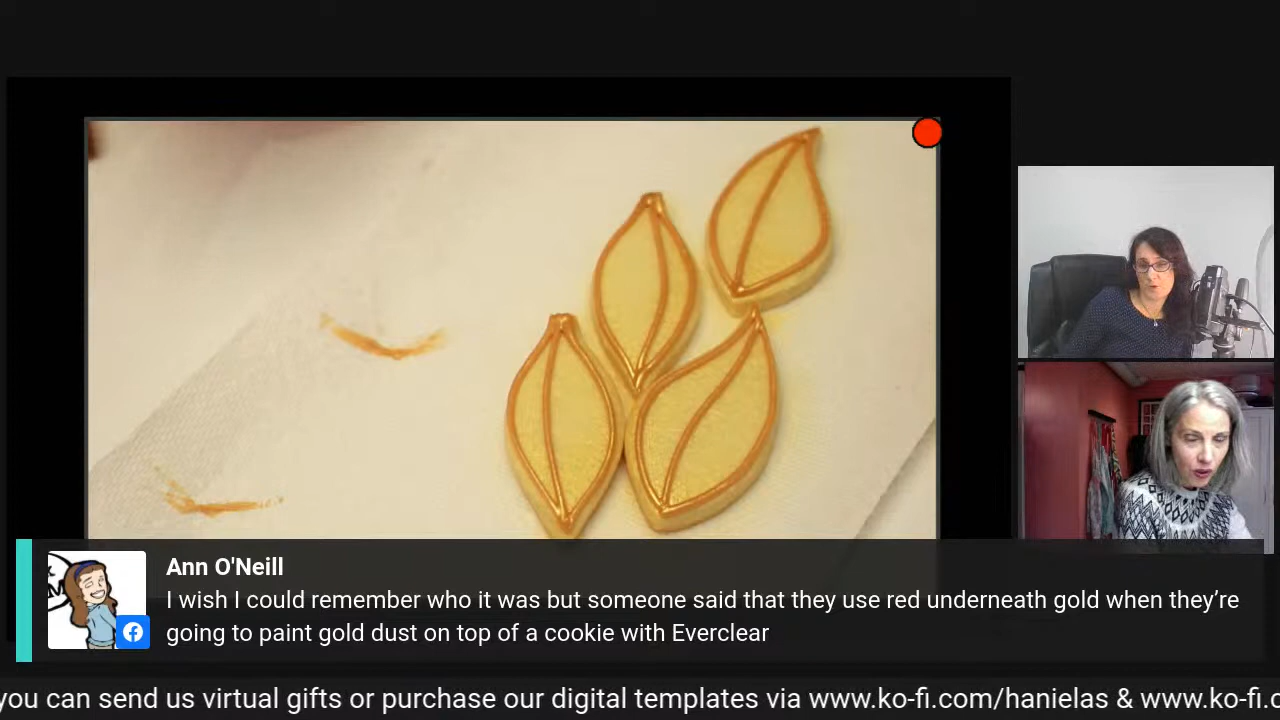 Ann O'Neill
I wish I could remember who it was but someone said that they use red underneath gold when they’re
going to paint gold dust on top of a cookie with Everclear
you can send us virtual gifts or purchase our digital templates via www.ko-fi.com/hanielas & www.ko-fi.c